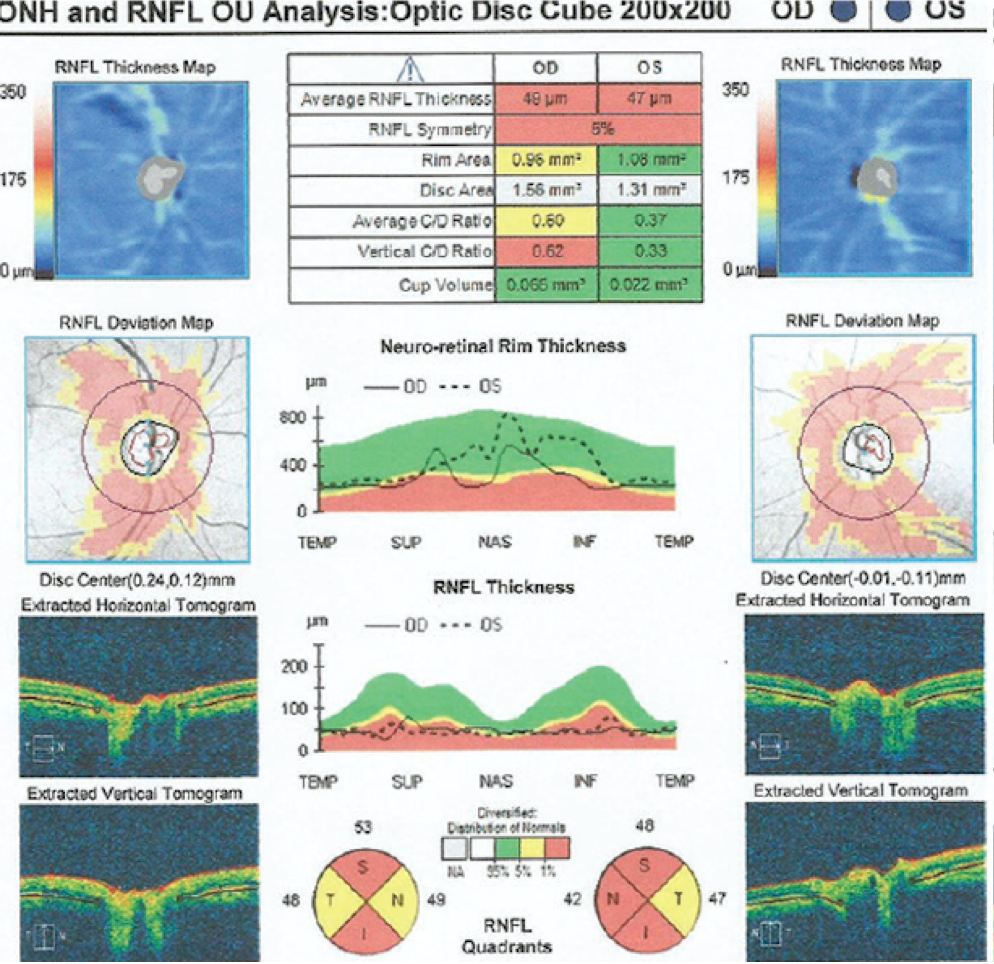 ONH and RNFL OU Analysis:Optic Disc Cube 200x200 OD OS
RNFL Thickness Map
350
175
0 µm
OD OS
Average RNFL Thickness 49 µm 47 µm
RNFL Symmetry 5%
Rim Area 0.96 mm² 1.08 mm²
Disc Area 1.56 mm² 1.31 mm²
Average C/D Ratio 0.60 0.37
Vertical C/D Ratio 0.62 0.33
Cup Volume 0.066 mm³ 0.022 mm³
RNFL Thickness Map
350
175
0 µm
RNFL Deviation Map
Disc Center(0.24,0.12)mm
Neuro-retinal Rim Thickness
µm OD OS
800
400
0
TEMP SUP NAS INF TEMP
RNFL Deviation Map
Disc Center(-0.01,-0.11)mm
Extracted Horizontal Tomogram
T N
RNFL Thickness
µm OD OS
200
100
0
TEMP SUP NAS INF TEMP
Extracted Horizontal Tomogram
N T
Extracted Vertical Tomogram
T N
Diversified:
Distribution of Normals
NA 95% 5% 1%
53
48 S T N I 49
48
42 S N T I 47
RNFL
Quadrants
Extracted Vertical Tomogram
N T